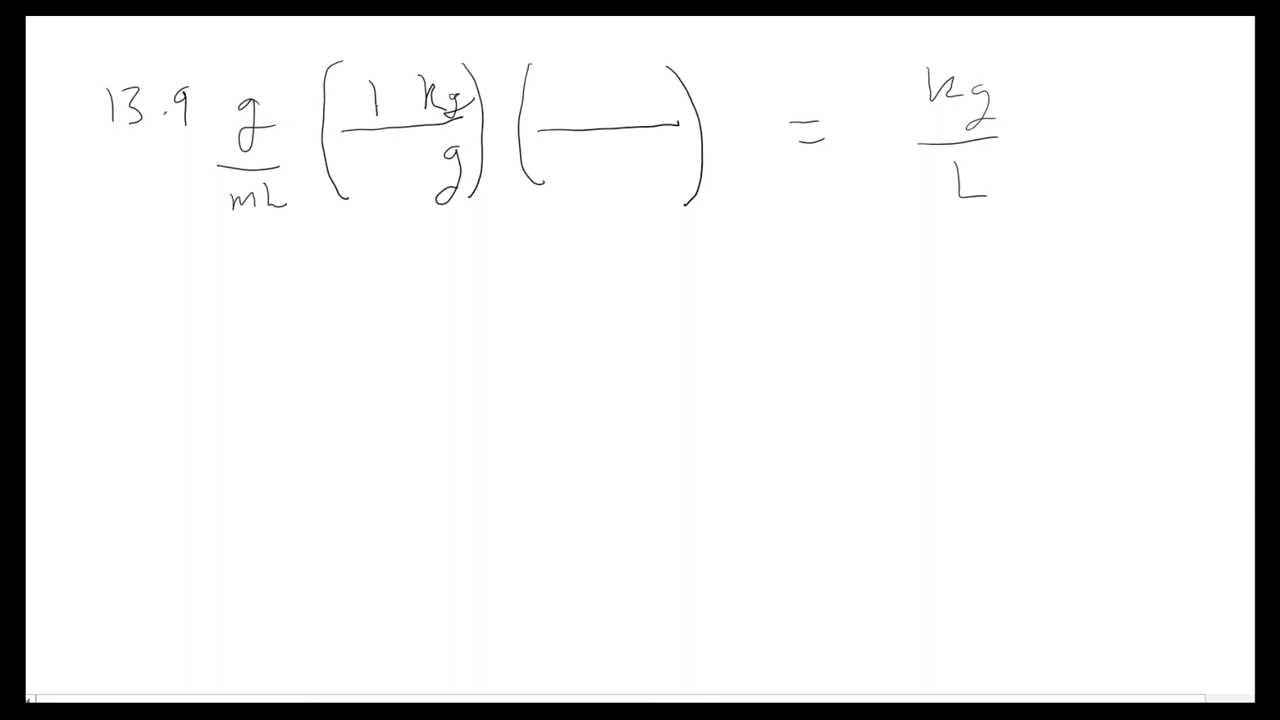 13.9 g/mL (1 kg/g) (/) = kg/L